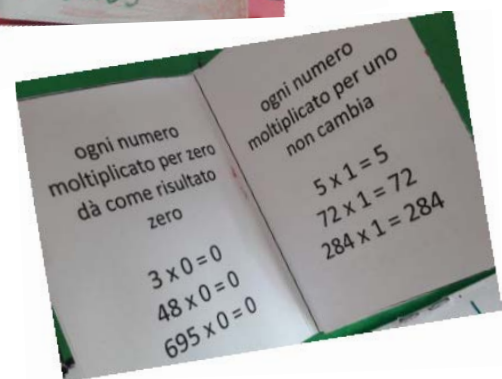 ogni numero
moltiplicato per zero
dà come risultato
zero
3 x 0 = 0
48 x 0 = 0
695 x 0 = 0
ogni numero
moltiplicato per uno
non cambia
5 x 1 = 5
72 x 1 = 72
284 x 1 = 284